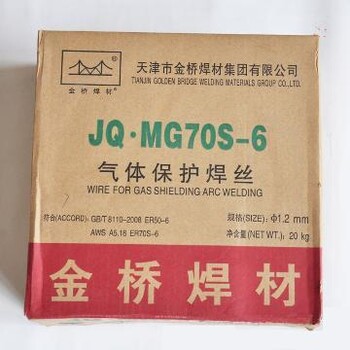 天津市金桥焊材集团有限公司
TIANJIN GOLDEN BRIDGE WELDING MATERIALS GROUP CO.,LTD.
金桥焊材®
JQ·MG70S-6
气体保护焊丝
WIRE FOR GAS SHIELDING ARC WELDING
符合(ACCORD): GB/T 8110-2008 ER50-6
规格(SIZE): Φ1.2 mm
AWS A5.18 ER70S-6
净含量(NET WT.): 20 kg
金桥焊材